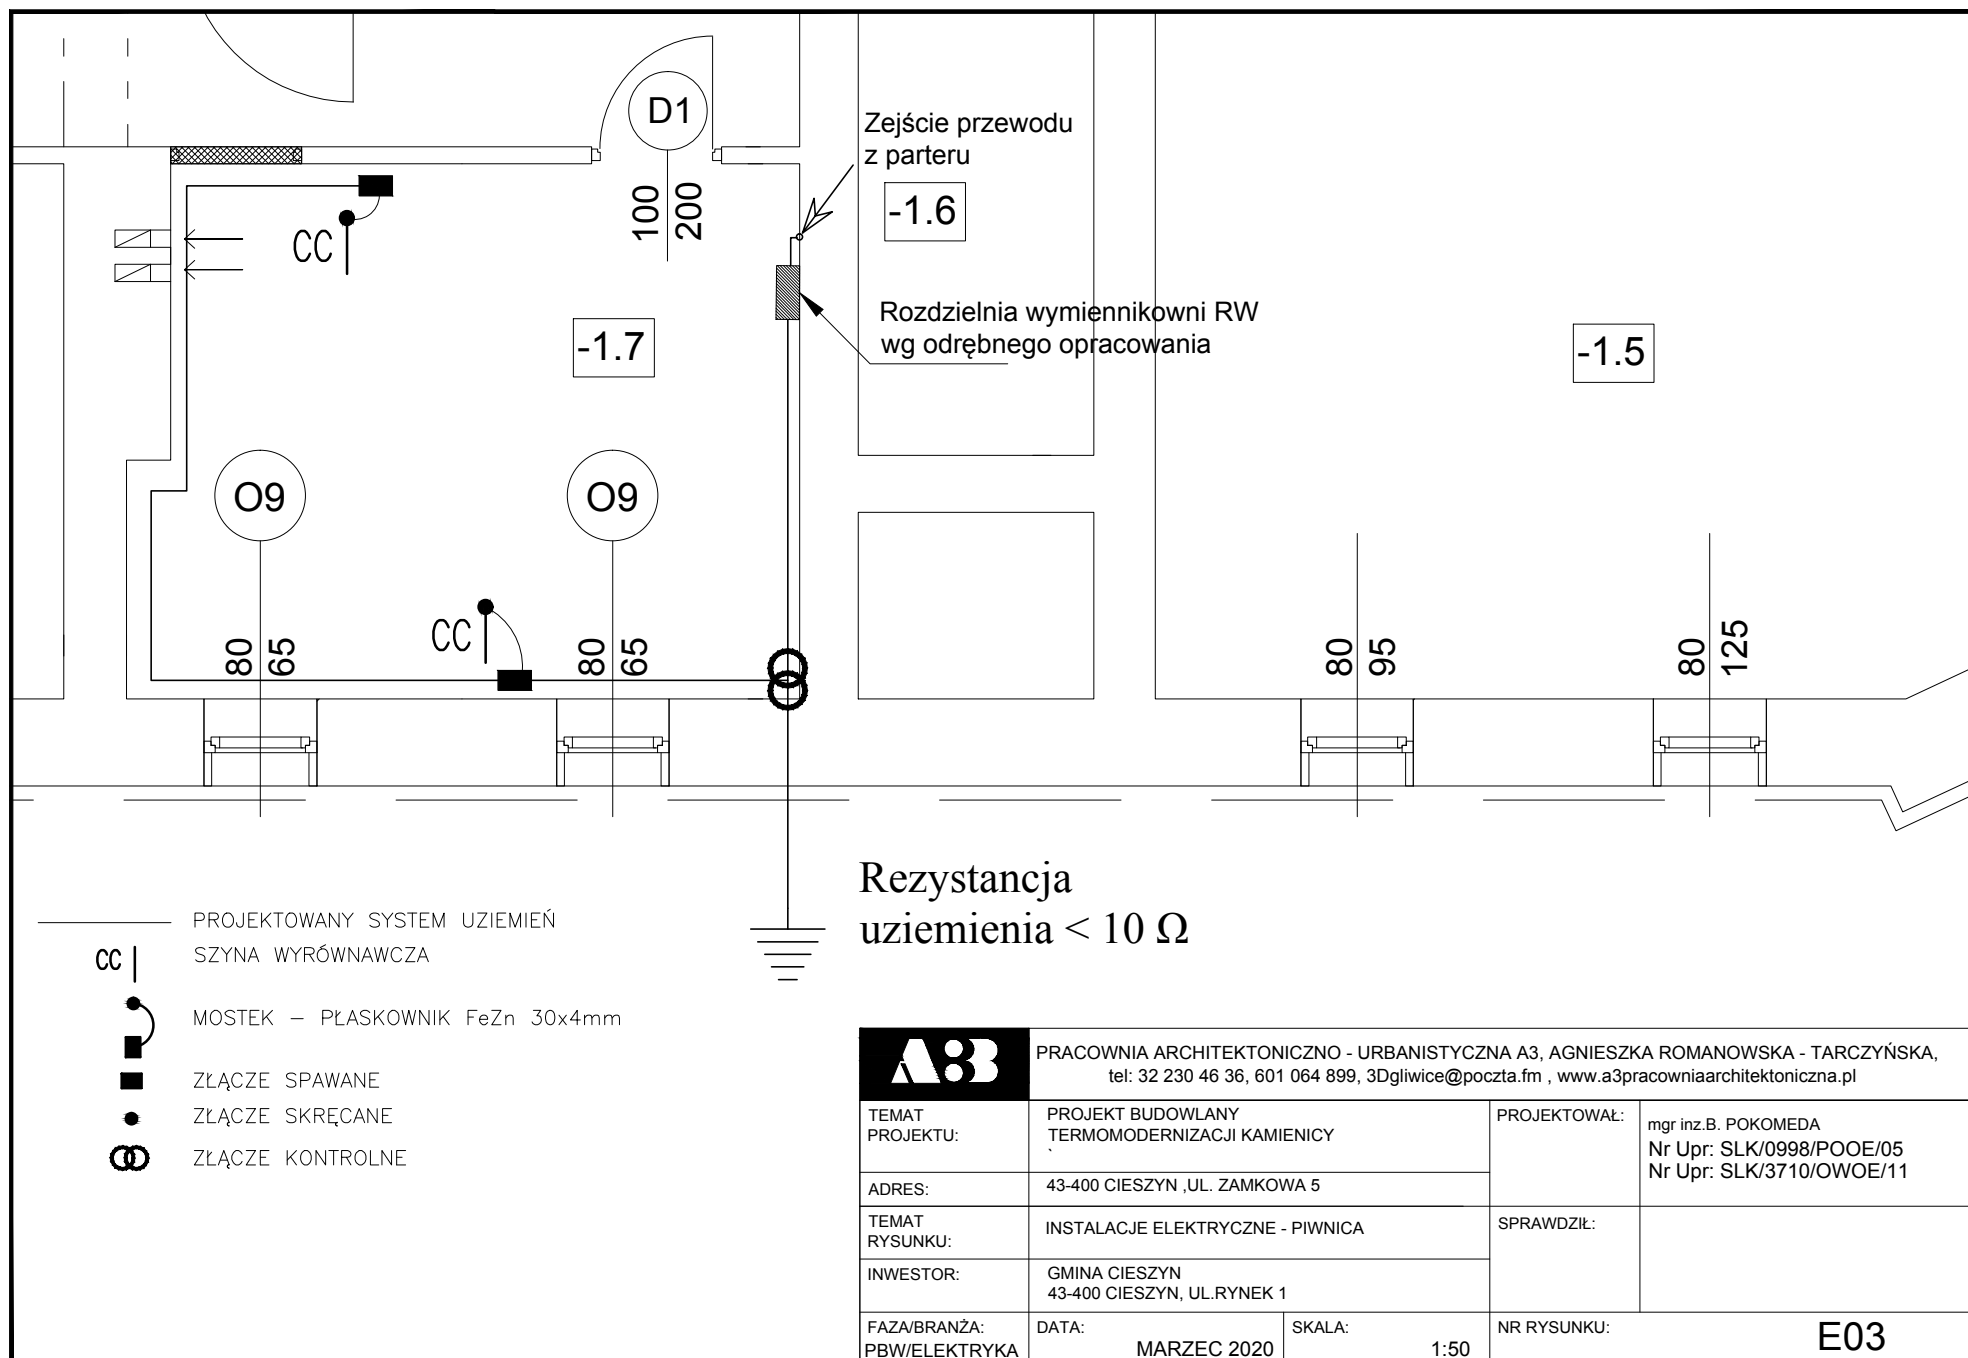 D1
100
200
Zejście przewodu
z parteru
-1.6
CC
Rozdzielnia wymiennikowni RW
wg odrębnego opracowania
-1.7
-1.5
O9
O9
CC
80
65
80
65
80
95
80
125
Rezystancja
uziemienia < 10 Ω
PROJEKTOWANY SYSTEM UZIEMIEŃ
CC
SZYNA WYRÓWNAWCZA
MOSTEK – PŁASKOWNIK FeZn 30x4mm
ZŁĄCZE SPAWANE
ZŁĄCZE SKRĘCANE
ZŁĄCZE KONTROLNE
PRACOWNIA ARCHITEKTONICZNO - URBANISTYCZNA A3, AGNIESZKA ROMANOWSKA - TARCZYŃSKA,
tel: 32 230 46 36, 601 064 899, 3Dgliwice@poczta.fm , www.a3pracowniaarchitektoniczna.pl
TEMAT
PROJEKTU:
PROJEKT BUDOWLANY
TERMOMODERNIZACJI KAMIENICY
`
PROJEKTOWAŁ:
mgr inz.B. POKOMEDA
Nr Upr: SLK/0998/POOE/05
Nr Upr: SLK/3710/OWOE/11
ADRES:
43-400 CIESZYN ,UL. ZAMKOWA 5
TEMAT
RYSUNKU:
INSTALACJE ELEKTRYCZNE - PIWNICA
SPRAWDZIŁ:
INWESTOR:
GMINA CIESZYN
43-400 CIESZYN, UL.RYNEK 1
FAZA/BRANŻA:
PBW/ELEKTRYKA
DATA:
MARZEC 2020
SKALA:
1:50
NR RYSUNKU:
E03